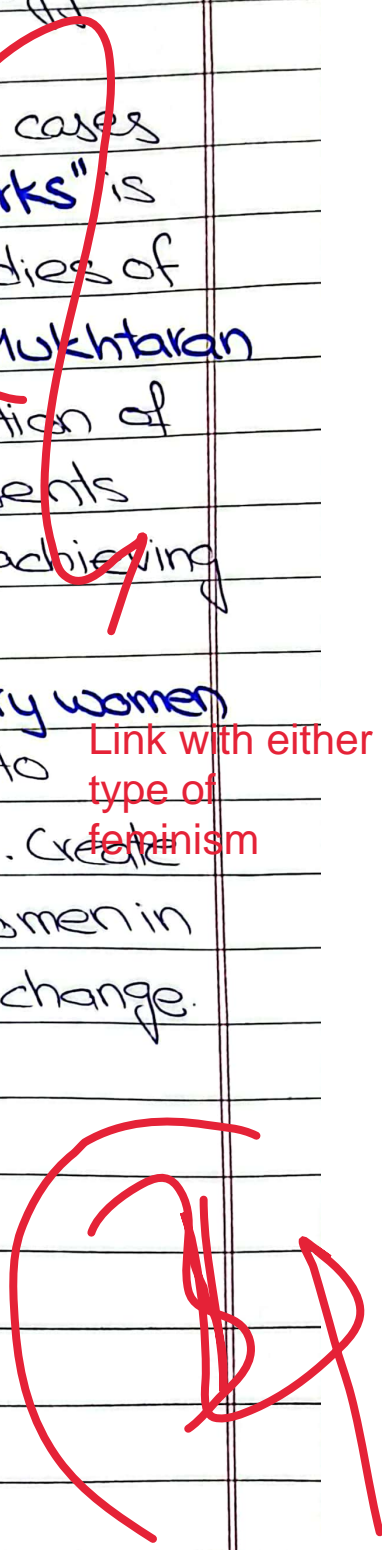 cases
rks" is
dies of
Mukhtaran
tion of
ents
achieving
ry women
Link with either
to
type of
. Create
feminism
omen in
change.